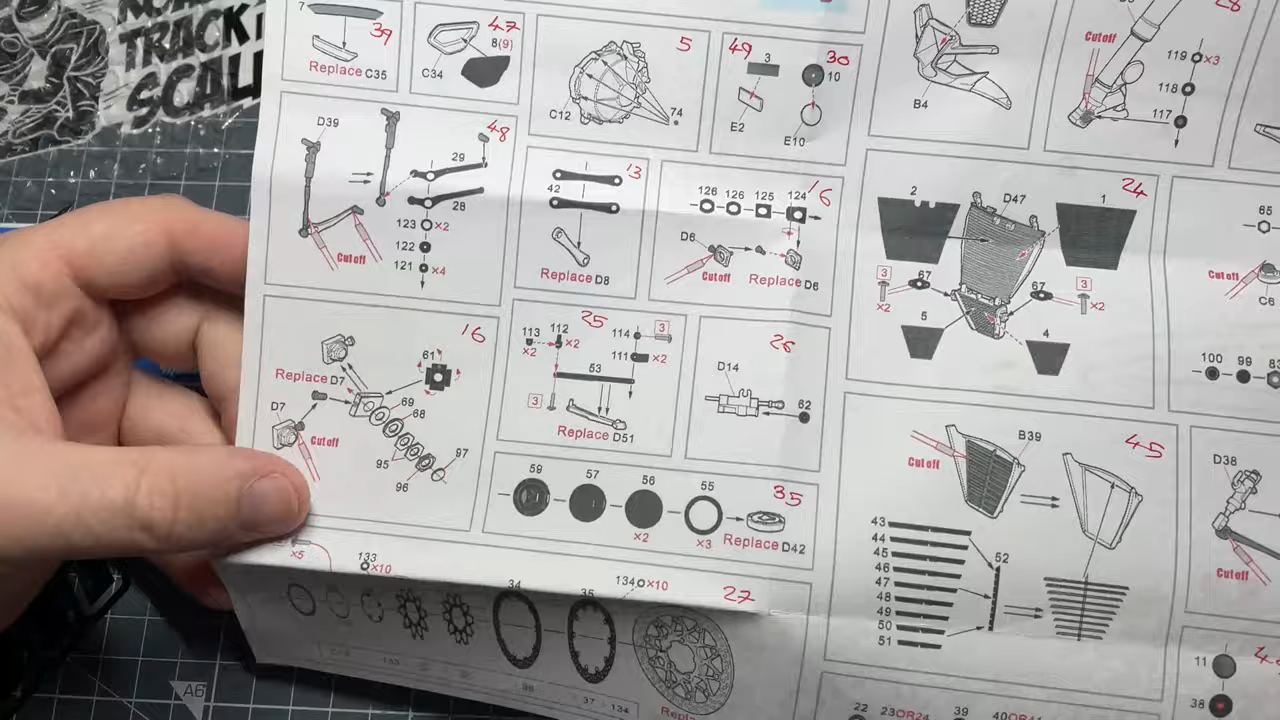 TRACK
SCAL
7
39
Replace C35
47
8(9)
C34
5
C12
74
49
3
30
10
E2
E10
B4
28
Cut off
119 ×3
118
117
D39
48
29
28
123 ×2
122
121 ×4
Cut off
13
42
Replace D8
16
126 126 125 124
D6
Cut off
Replace D6
24
2
D47
1
3
×2
67
67
3
×2
5
4
65
Cut off
C6
100 99
16
61
Replace D7
69
68
D7
Cut off
95
96
97
25
113
×2
112
×2
114
3
111 ×2
53
3
Replace D51
26
D14
62
35
59 57 56 55
×2 ×3
Replace D42
45
B39
Cut off
43
44
45
46
47
48
49
50
51
52
D38
Cut off
×5
133
×10
34
35
134 ×10
27
37
134
11
38
22 23OR24 39
A6